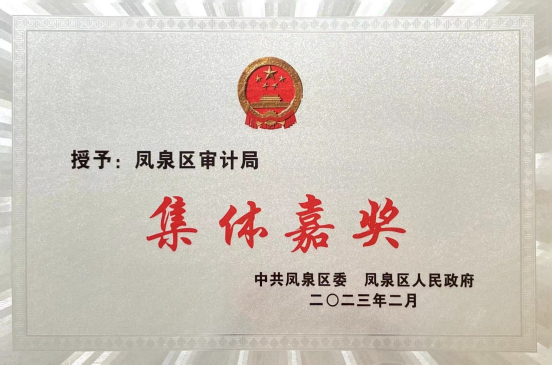 授予：凤泉区审计局
集体嘉奖
中共凤泉区委 凤泉区人民政府
二〇二三年二月